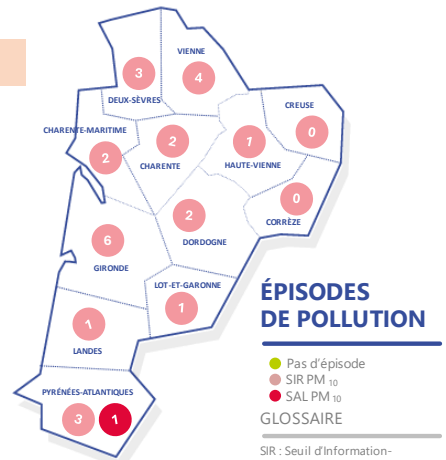 VIENNE
3
4
DEUX-SÈVRES
CREUSE
0
CHARENTE-MARITIME
2
2
1
CHARENTE
HAUTE-VIENNE
0
2
CORRÈZE
6
DORDOGNE
GIRONDE
LOT-ET-GARONNE
1
1
LANDES
PYRÉNÉES-ATLANTIQUES
3
1
ÉPISODES
DE POLLUTION
Pas d'épisode
SIR PM 10
SAL PM 10
GLOSSAIRE
SIR : Seuil d'Information-